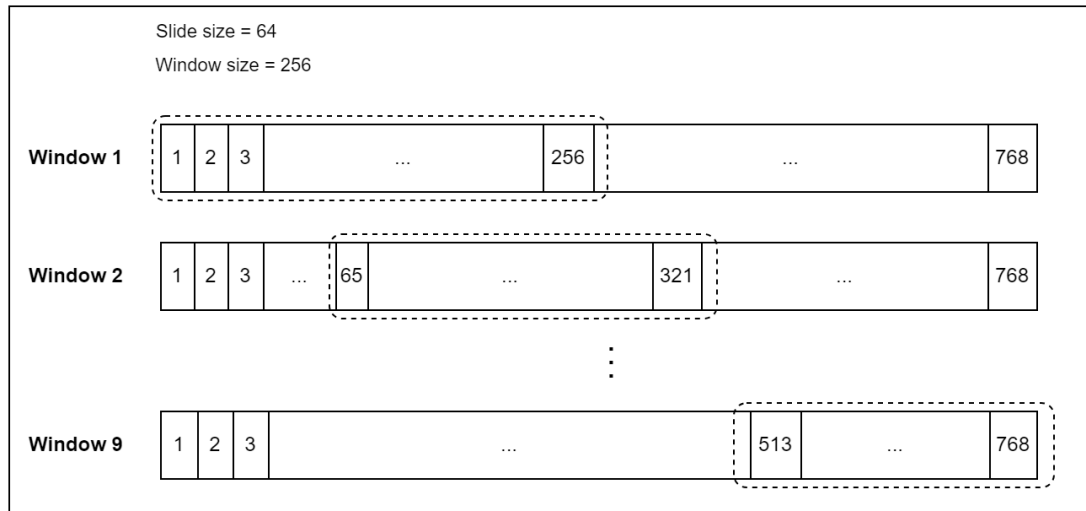 Slide size = 64
Window size = 256
Window 1 1 2 3 ... 256 ... 768
Window 2 1 2 3 ... 65 ... 321 ... 768
⋮
Window 9 1 2 3 ... 513 ... 768